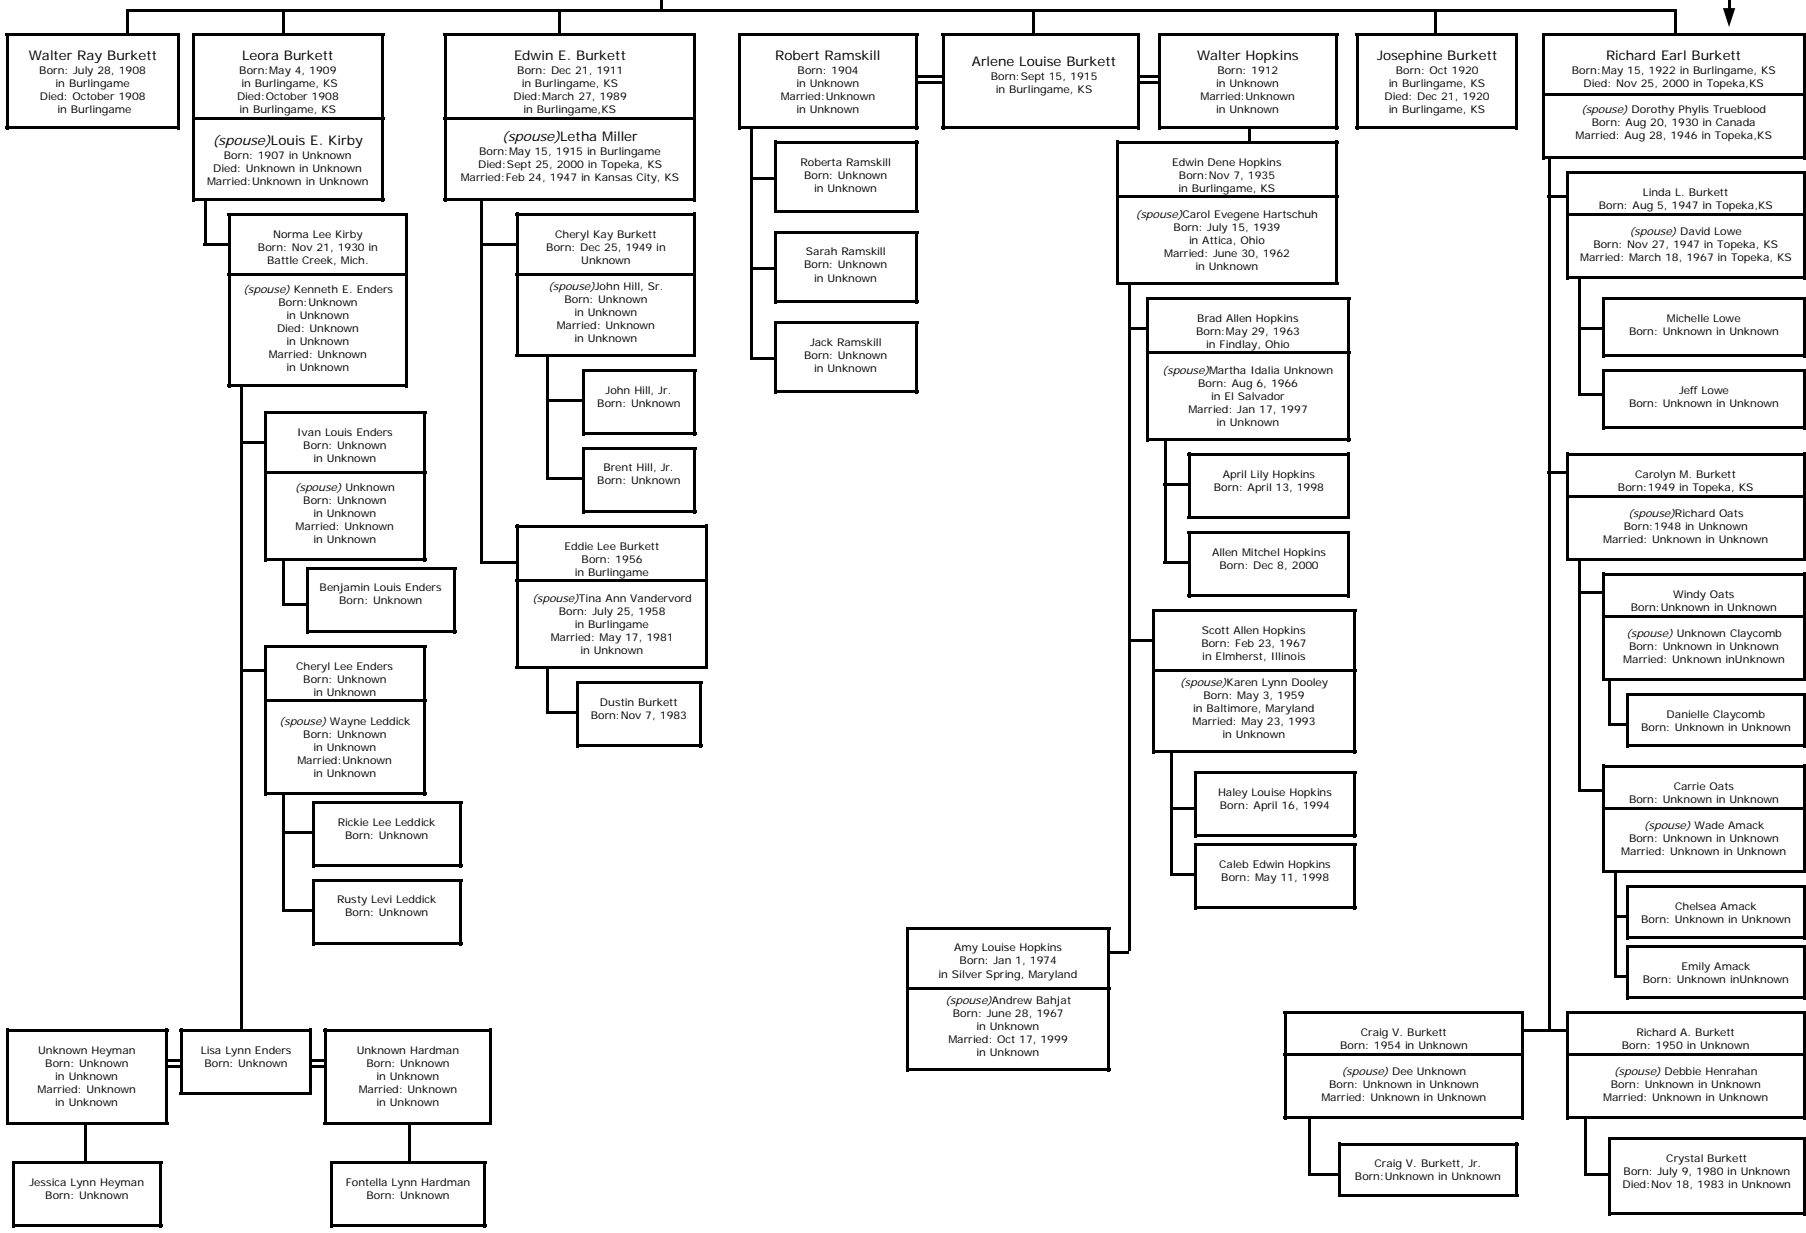 Walter Ray Burkett
Born: July 28, 1908
in Burlingame
Died: October 1908
in Burlingame
Leora Burkett
Born:May 4, 1909
in Burlingame, KS
Died:October 1908
in Burlingame, KS
(spouse)Louis E. Kirby
Born: 1907 in Unknown
Died: Unknown in Unknown
Married:Unknown in Unknown
Norma Lee Kirby
Born: Nov 21, 1930 in
Battle Creek, Mich.
(spouse) Kenneth E. Enders
Born:Unknown
in Unknown
Died: Unknown
in Unknown
Married: Unknown
in Unknown
Ivan Louis Enders
Born: Unknown
in Unknown
(spouse) Unknown
Born: Unknown
in Unknown
Married: Unknown
in Unknown
Benjamin Louis Enders
Born: Unknown
Cheryl Lee Enders
Born: Unknown
in Unknown
(spouse) Wayne Leddick
Born: Unknown
in Unknown
Married:Unknown
in Unknown
Rickie Lee Leddick
Born: Unknown
Rusty Levi Leddick
Born: Unknown
Unknown Heyman
Born: Unknown
in Unknown
Married: Unknown
in Unknown
Lisa Lynn Enders
Born: Unknown
Unknown Hardman
Born: Unknown
in Unknown
Married: Unknown
in Unknown
Jessica Lynn Heyman
Born: Unknown
Fontella Lynn Hardman
Born: Unknown
Edwin E. Burkett
Born: Dec 21, 1911
in Burlingame, KS
Died:March 27, 1989
in Burlingame,KS
(spouse)Letha Miller
Born:May 15, 1915 in Burlingame
Died:Sept 25, 2000 in Topeka, KS
Married:Feb 24, 1947 in Kansas City, KS
Cheryl Kay Burkett
Born: Dec 25, 1949 in
Unknown
(spouse)John Hill, Sr.
Born: Unknown
in Unknown
Married: Unknown
in Unknown
John Hill, Jr.
Born: Unknown
Brent Hill, Jr.
Born: Unknown
Eddie Lee Burkett
Born: 1956
in Burlingame
(spouse)Tina Ann Vandervord
Born: July 25, 1958
in Burlingame
Married: May 17, 1981
in Unknown
Dustin Burkett
Born:Nov 7, 1983
Robert Ramskill
Born: 1904
in Unknown
Married:Unknown
in Unknown
Roberta Ramskill
Born: Unknown
in Unknown
Sarah Ramskill
Born: Unknown
in Unknown
Jack Ramskill
Born: Unknown
in Unknown
Arlene Louise Burkett
Born:Sept 15, 1915
in Burlingame, KS
Walter Hopkins
Born: 1912
in Unknown
Married:Unknown
in Unknown
Edwin Dene Hopkins
Born:Nov 7, 1935
in Burlingame, KS
(spouse)Carol Evegene Hartschuh
Born: July 15, 1939
in Attica, Ohio
Married: June 30, 1962
in Unknown
Brad Allen Hopkins
Born:May 29, 1963
in Findlay, Ohio
(spouse)Martha Idalia Unknown
Born: Aug 6, 1966
in El Salvador
Married: Jan 17, 1997
in Unknown
April Lily Hopkins
Born: April 13, 1998
Allen Mitchel Hopkins
Born: Dec 8, 2000
Scott Allen Hopkins
Born: Feb 23, 1967
in Elmherst, Illinois
(spouse)Karen Lynn Dooley
Born: May 3, 1959
in Baltimore, Maryland
Married: May 23, 1993
in Unknown
Haley Louise Hopkins
Born: April 16, 1994
Caleb Edwin Hopkins
Born: May 11, 1998
Amy Louise Hopkins
Born: Jan 1, 1974
in Silver Spring, Maryland
(spouse)Andrew Bahjat
Born: June 28, 1967
in Unknown
Married: Oct 17, 1999
in Unknown
Josephine Burkett
Born: Oct 1920
in Burlingame, KS
Died: Dec 21, 1920
in Burlingame, KS
Richard Earl Burkett
Born:May 15, 1922 in Burlingame, KS
Died: Nov 25, 2000 in Topeka,KS
(spouse) Dorothy Phylis Trueblood
Born: Aug 20, 1930 in Canada
Married: Aug 28, 1946 in Topeka,KS
Linda L. Burkett
Born: Aug 5, 1947 in Topeka,KS
(spouse) David Lowe
Born: Nov 27, 1947 in Topeka, KS
Married: March 18, 1967 in Topeka, KS
Michelle Lowe
Born: Unknown in Unknown
Jeff Lowe
Born: Unknown in Unknown
Carolyn M. Burkett
Born:1949 in Topeka, KS
(spouse)Richard Oats
Born:1948 in Unknown
Married: Unknown in Unknown
Windy Oats
Born:Unknown in Unknown
(spouse) Unknown Claycomb
Born: Unknown in Unknown
Married: Unknown inUnknown
Danielle Claycomb
Born: Unknown in Unknown
Carrie Oats
Born: Unknown in Unknown
(spouse) Wade Amack
Born: Unknown in Unknown
Married: Unknown in Unknown
Chelsea Amack
Born: Unknown in Unknown
Emily Amack
Born: Unknown inUnknown
Craig V. Burkett
Born: 1954 in Unknown
(spouse) Dee Unknown
Born: Unknown in Unknown
Married: Unknown in Unknown
Craig V. Burkett, Jr.
Born:Unknown in Unknown
Richard A. Burkett
Born: 1950 in Unknown
(spouse) Debbie Henrahan
Born: Unknown in Unknown
Married: Unknown in Unknown
Crystal Burkett
Born: July 9, 1980 in Unknown
Died:Nov 18, 1983 in Unknown